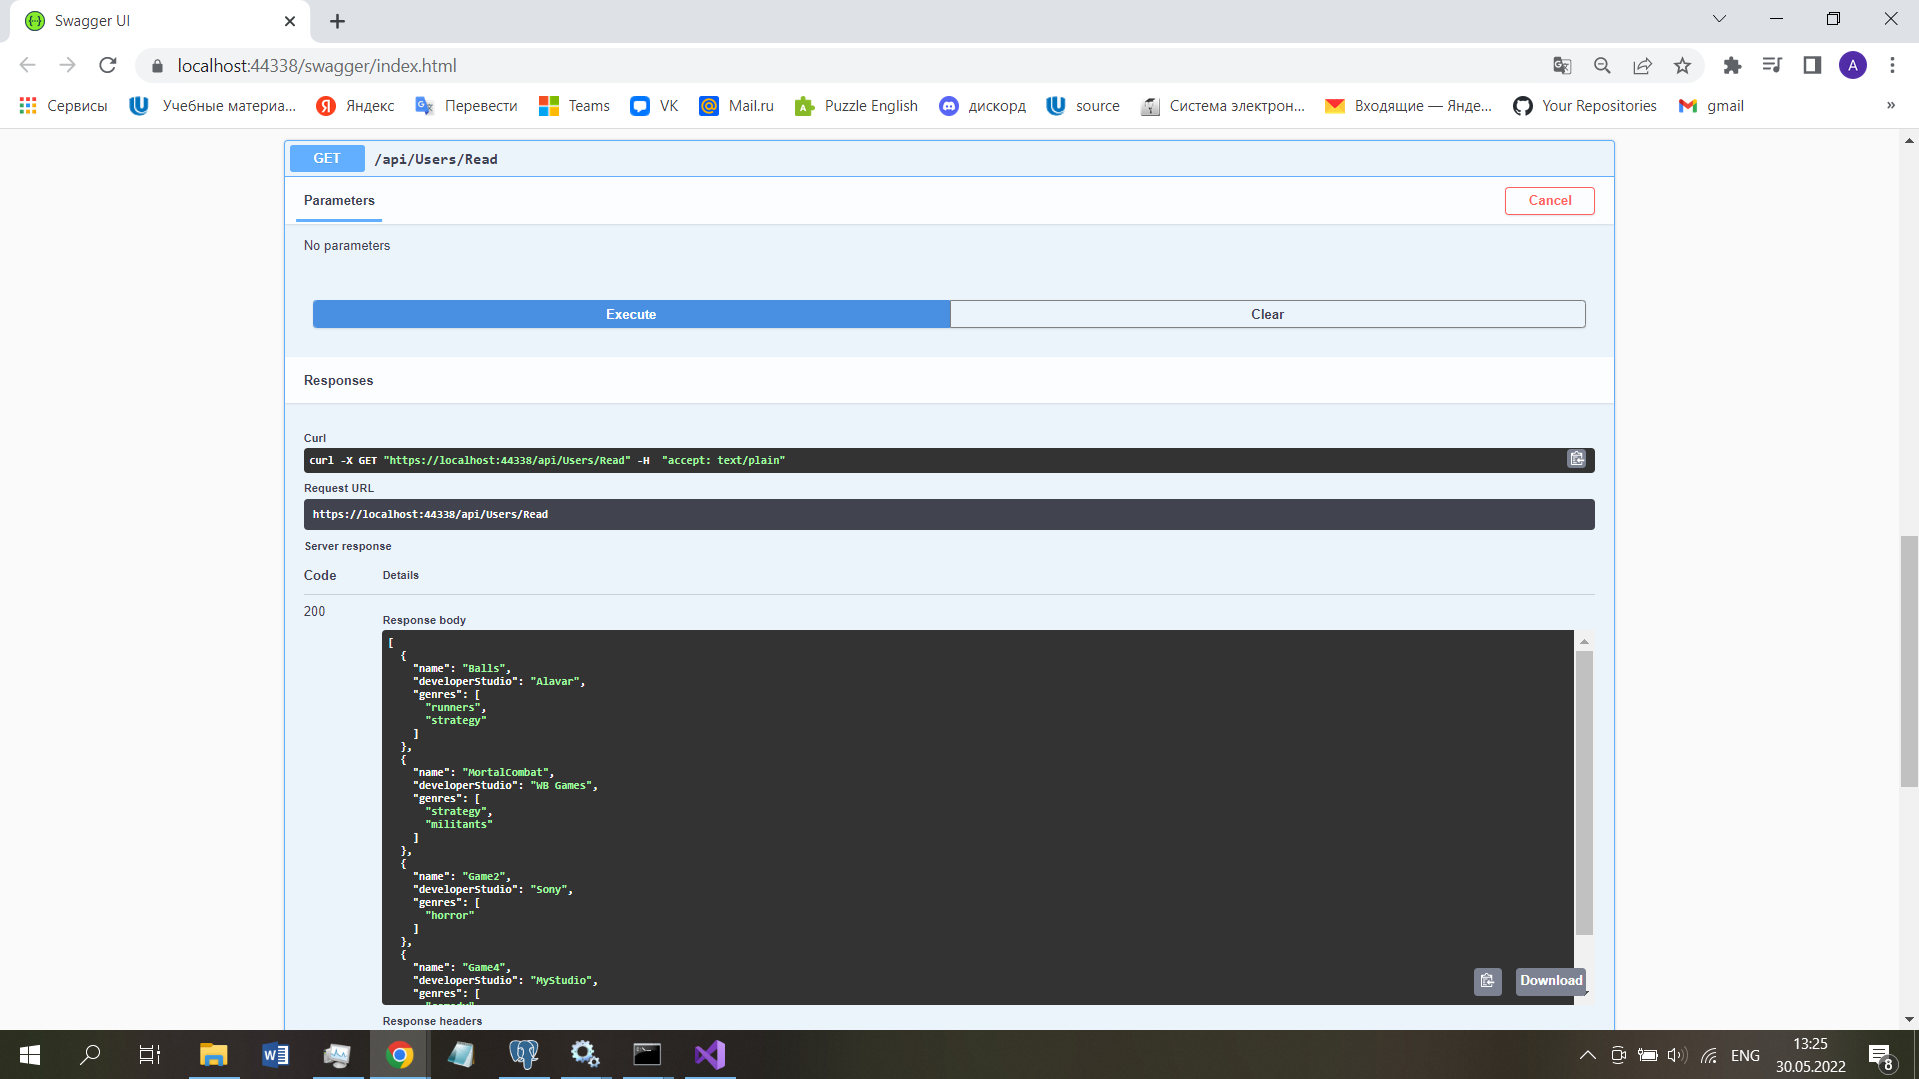 Swagger UI
localhost:44338/swagger/index.html
A
Сервисы
Учебные материа...
Яндекс
Перевести
Teams
VK
Mail.ru
Puzzle English
дискорд
source
Система электрон...
Входящие — Янде...
Your Repositories
gmail
»
GET /api/Users/Read
Parameters
Cancel
No parameters
Execute
Clear
Responses
Curl
curl -X GET "https://localhost:44338/api/Users/Read" -H  "accept: text/plain"
Request URL
https://localhost:44338/api/Users/Read
Server response
Code Details
200
Response body
[
  {
    "name": "Balls",
    "developerStudio": "Alavar",
    "genres": [
      "runners",
      "strategy"
    ]
  },
  {
    "name": "MortalCombat",
    "developerStudio": "WB Games",
    "genres": [
      "strategy",
      "militants"
    ]
  },
  {
    "name": "Game2",
    "developerStudio": "Sony",
    "genres": [
      "horror"
    ]
  },
  {
    "name": "Game4",
    "developerStudio": "MyStudio",
    "genres": [
Download
Response headers
ENG
13:25
30.05.2022
8